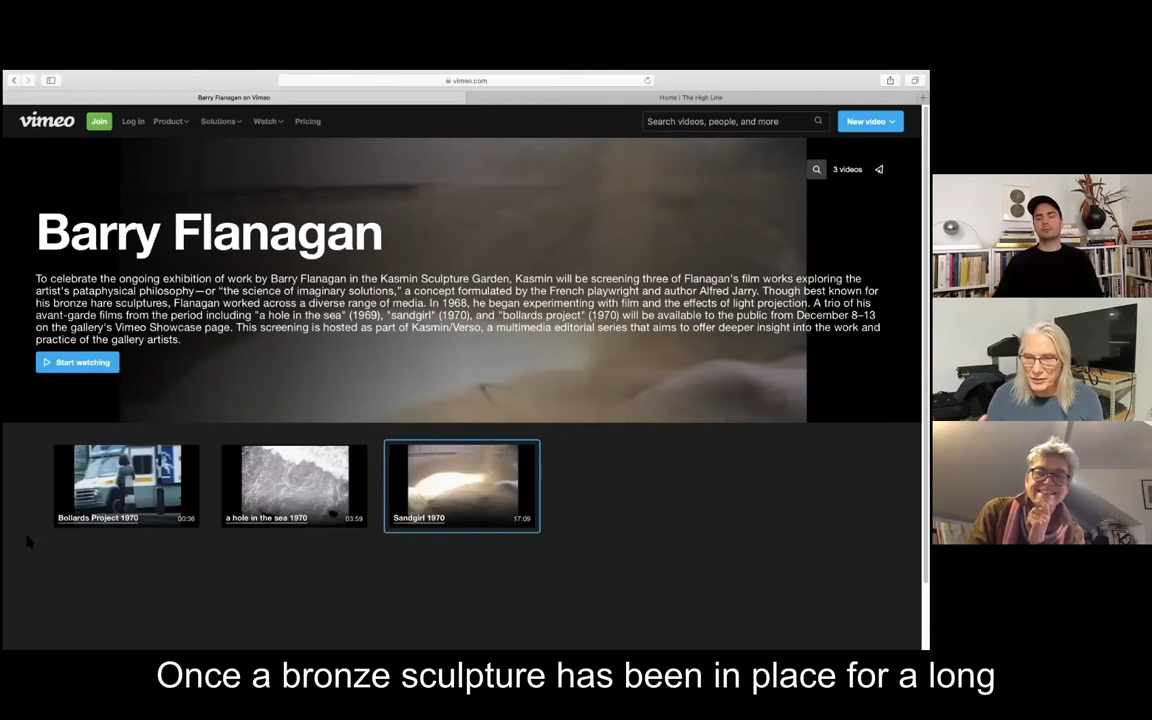 vimeo.com
Barry Flanagan on Vimeo
Home | The High Line
vimeo
Join
Log in
Product
Solutions
Watch
Pricing
Search videos, people, and more
New video
3 videos
Barry Flanagan
To celebrate the ongoing exhibition of work by Barry Flanagan in the Kasmin Sculpture Garden, Kasmin will be screening three of Flanagan's film works exploring the
artist's pataphysical philosophy—or "the science of imaginary solutions," a concept formulated by the French playwright and author Alfred Jarry. Though best known for
his bronze hare sculptures, Flanagan worked across a diverse range of media. In 1968, he began experimenting with film and the effects of light projection. A trio of his
avant-garde films from the period including "a hole in the sea" (1969), "sandgirl" (1970), and "bollards project" (1970) will be available to the public from December 8–13
on the gallery's Vimeo Showcase page. This screening is hosted as part of Kasmin/Verso, a multimedia editorial series that aims to offer deeper insight into the work and
practice of the gallery artists.
Start watching
Bollards Project 1970
00:36
a hole in the sea 1970
03:59
Sandgirl 1970
17:09
Once a bronze sculpture has been in place for a long